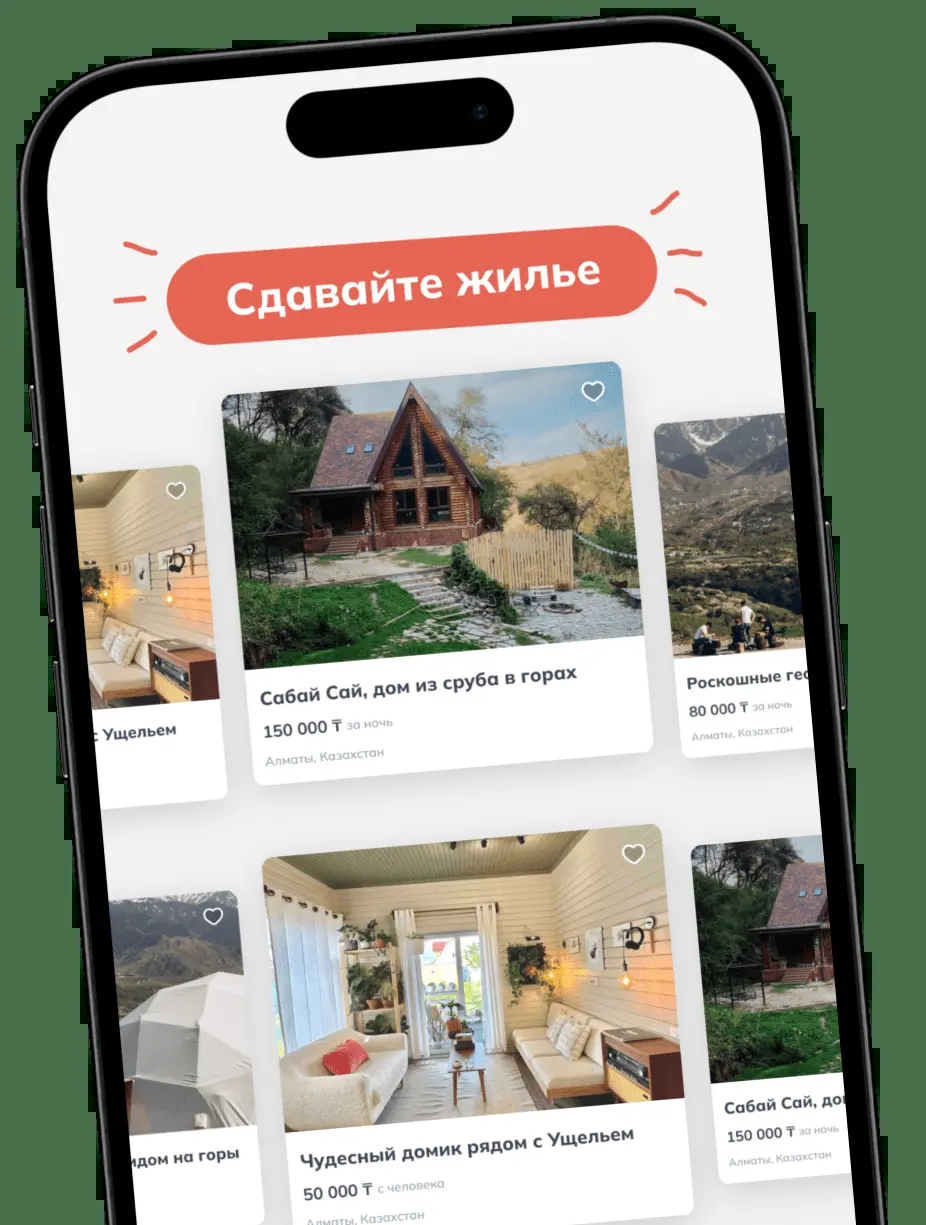 Сдавайте жилье
с Ущельем
Сабай Сай, дом из сруба в горах
150 000 ₸ за ночь
Алматы, Казахстан
Роскошные гео
80 000 ₸ за ночь
Алматы, Казахстан
идом на горы
Чудесный домик рядом с Ущельем
50 000 ₸ с человека
Алматы, Казахстан
Сабай Сай, дом
150 000 ₸ за ночь
Алматы, Казахстан